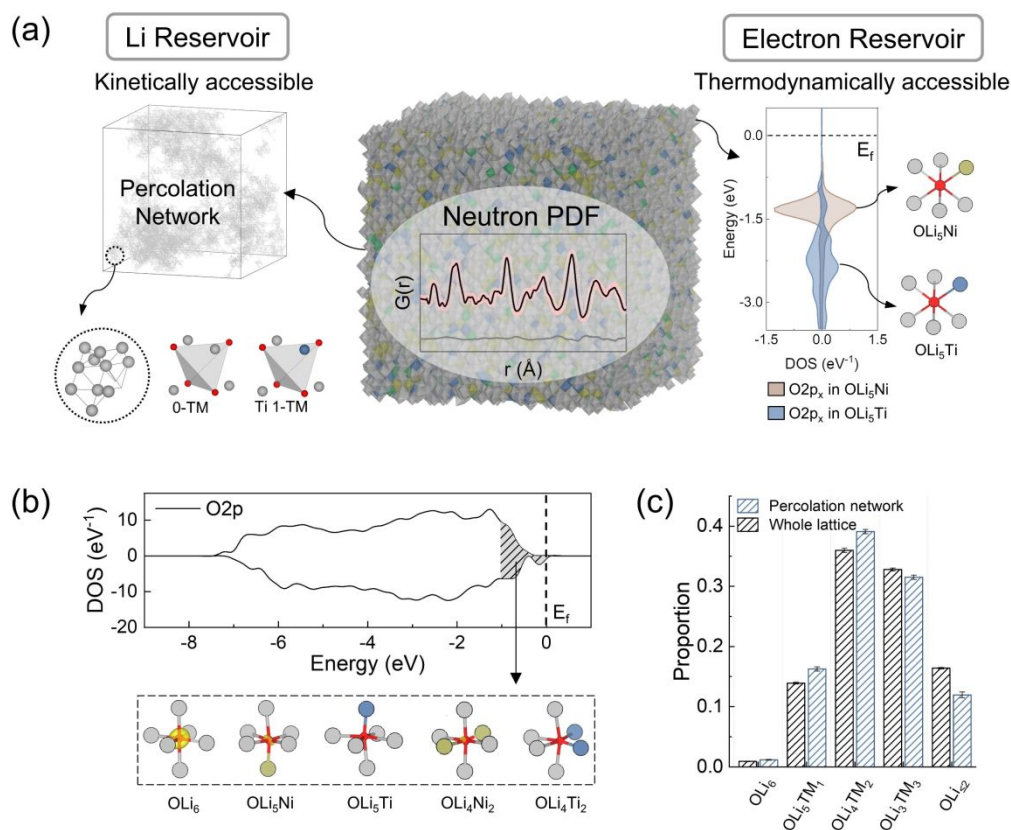 (a)
Li Reservoir
Kinetically accessible
Percolation
Network
0-TM
Ti 1-TM
Neutron PDF
G(r)
r (Å)
Electron Reservoir
Thermodynamically accessible
0.0
-1.5
-3.0
Energy (eV)
E_f
-1.5
0.0
1.5
DOS (eV⁻¹)
OLi₅Ni
OLi₅Ti
O2pₓ in OLi₅Ni
O2pₓ in OLi₅Ti
(b)
O2p
10
0
-10
-20
DOS (eV⁻¹)
E_f
-8
-6
-4
-2
0
Energy (eV)
OLi₆
OLi₅Ni
OLi₅Ti
OLi₄Ni₂
OLi₄Ti₂
(c)
Percolation network
Whole lattice
0.4
0.3
0.2
0.1
0.0
Proportion
OLi₆
OLi₅TM₁
OLi₄TM₂
OLi₃TM₃
OLi≤₂